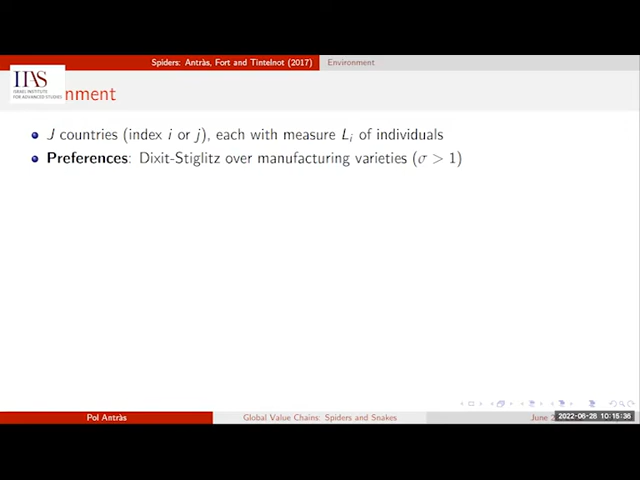 Spiders: Antràs, Fort and Tintelnot (2017)
Environment
IIAS
ISRAEL INSTITUTE
FOR ADVANCED STUDIES
nment
J countries (index i or j), each with measure Lᵢ of individuals
Preferences: Dixit-Stiglitz over manufacturing varieties (σ > 1)
Pol Antràs
Global Value Chains: Spiders and Snakes
June 2
2022-06-28 10:15:36